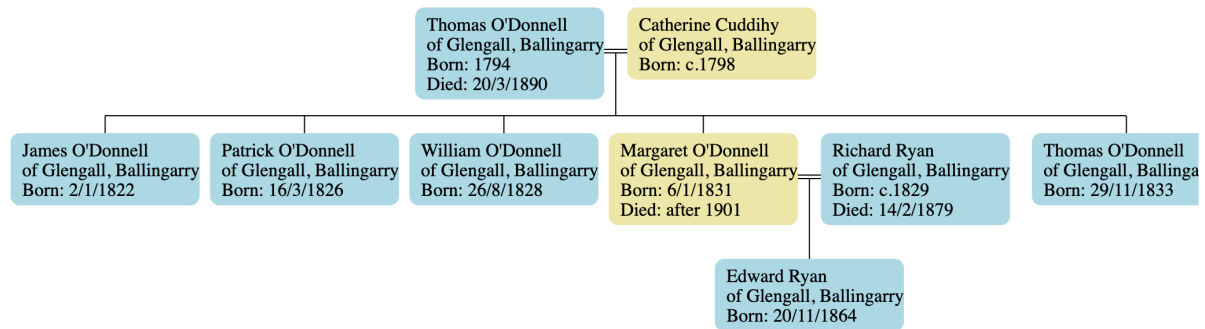 Thomas O'Donnell
of Glengall, Ballingarry
Born: 1794
Died: 20/3/1890
Catherine Cuddihy
of Glengall, Ballingarry
Born: c.1798
James O'Donnell
of Glengall, Ballingarry
Born: 2/1/1822
Patrick O'Donnell
of Glengall, Ballingarry
Born: 16/3/1826
William O'Donnell
of Glengall, Ballingarry
Born: 26/8/1828
Margaret O'Donnell
of Glengall, Ballingarry
Born: 6/1/1831
Died: after 1901
Richard Ryan
of Glengall, Ballingarry
Born: c.1829
Died: 14/2/1879
Thomas O'Donnell
of Glengall, Ballinga
Born: 29/11/1833
Edward Ryan
of Glengall, Ballingarry
Born: 20/11/1864